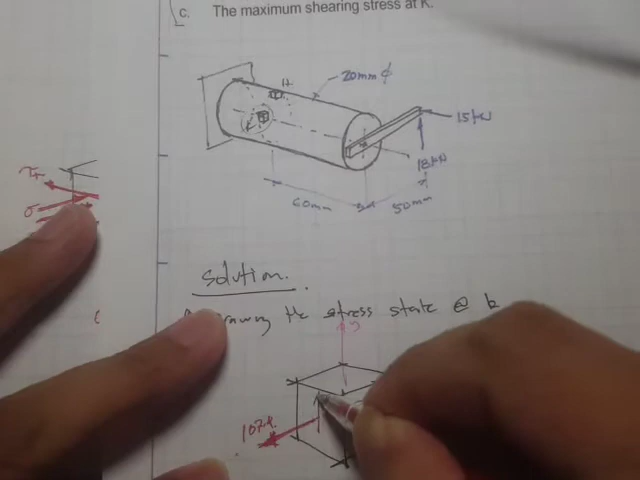 c. The maximum shearing stress at K.
H
20mm ϕ
K
15kN
18kN
60mm
50mm
σ
Solution.
the stress state @ k